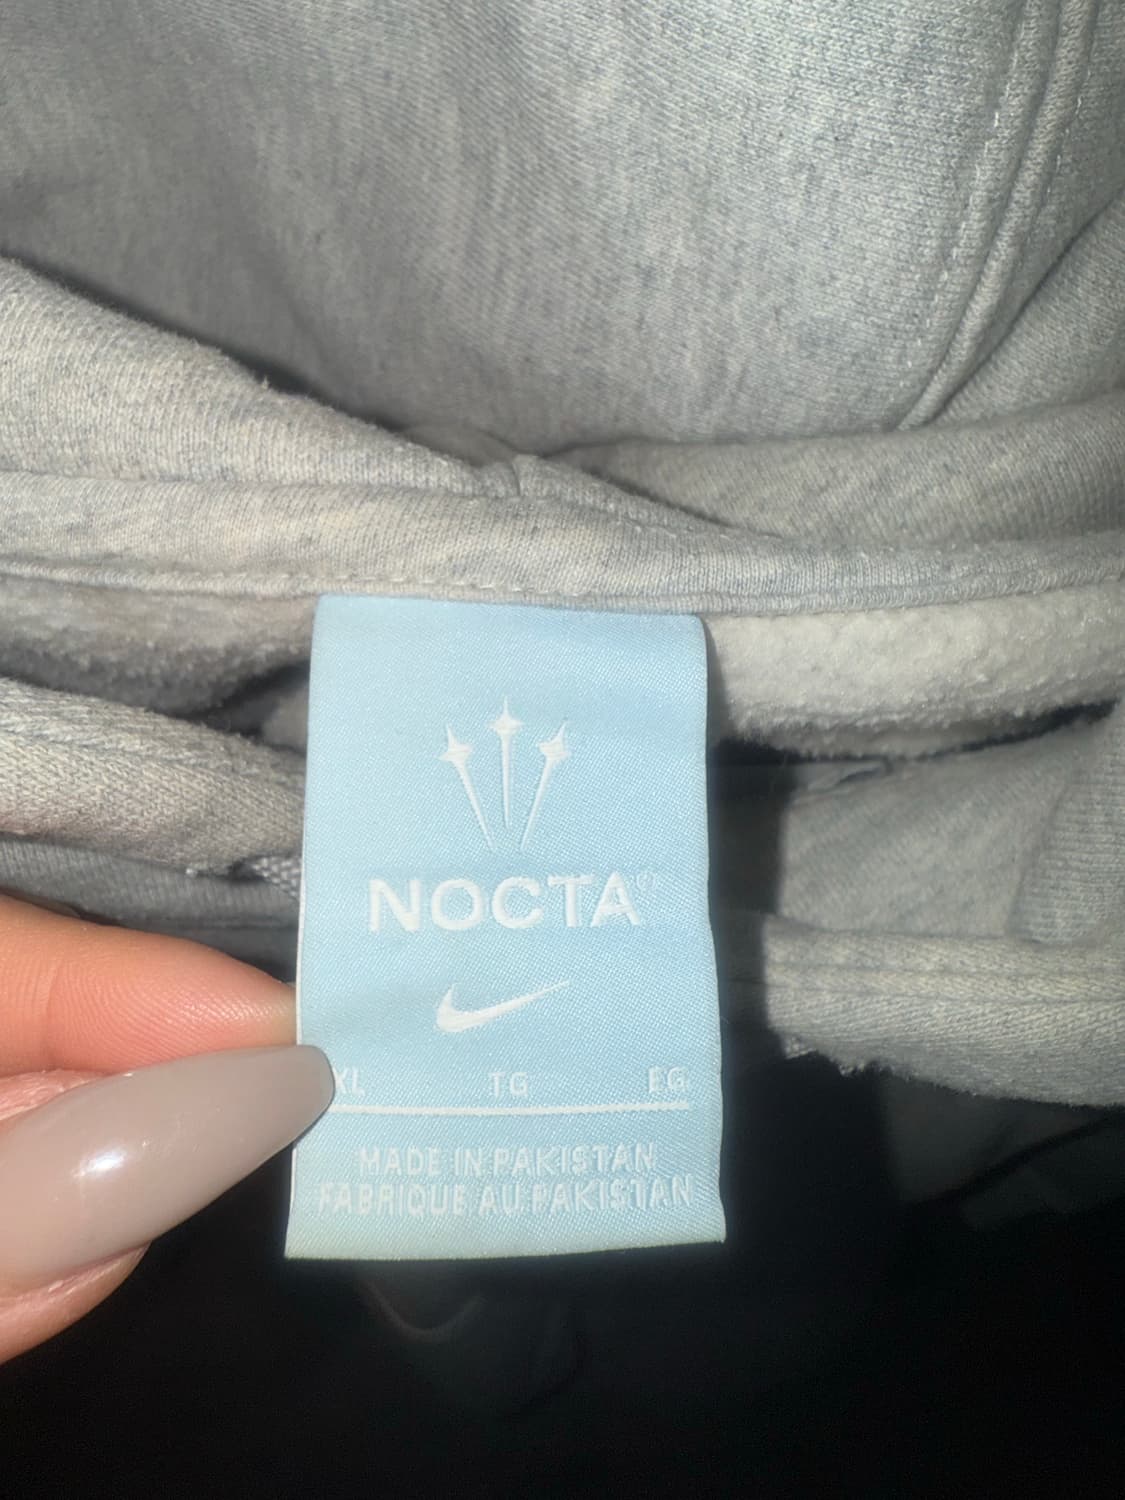 NOCTA®
XL TG EG
MADE IN PAKISTAN
FABRIQUE AU PAKISTAN